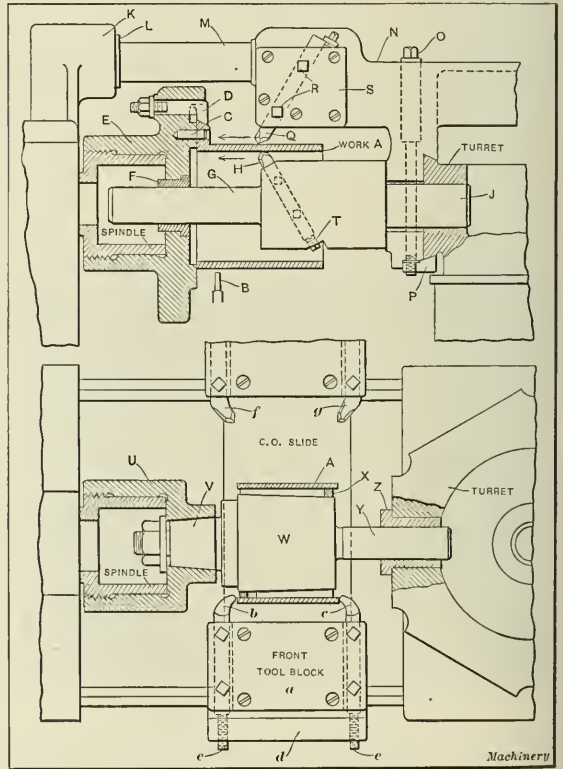 K
L
M
N
O
D
C
E
R
S
Q
WORK A
TURRET
F
H
G
J
SPINDLE
T
B
P
f
g
C.O. SLIDE
U
V
A
X
Z
Y
TURRET
W
SPINDLE
b
c
FRONT
TOOL BLOCK
a
e
d
e
Machinery